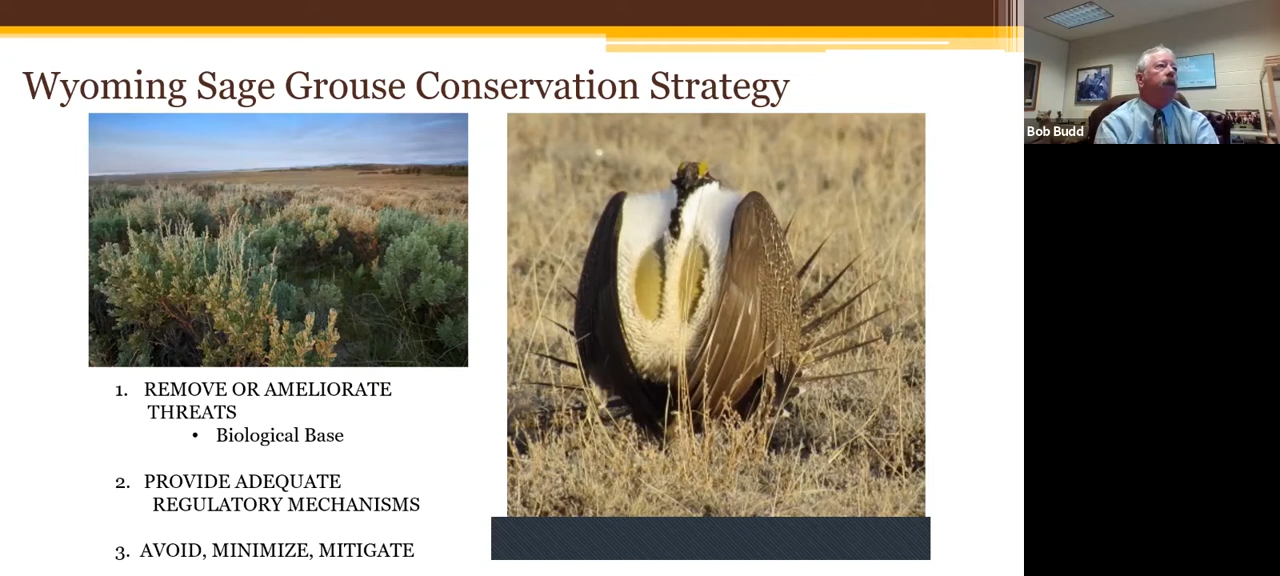 Wyoming Sage Grouse Conservation Strategy
1. REMOVE OR AMELIORATE
THREATS
• Biological Base
2. PROVIDE ADEQUATE
REGULATORY MECHANISMS
3. AVOID, MINIMIZE, MITIGATE
Bob Budd